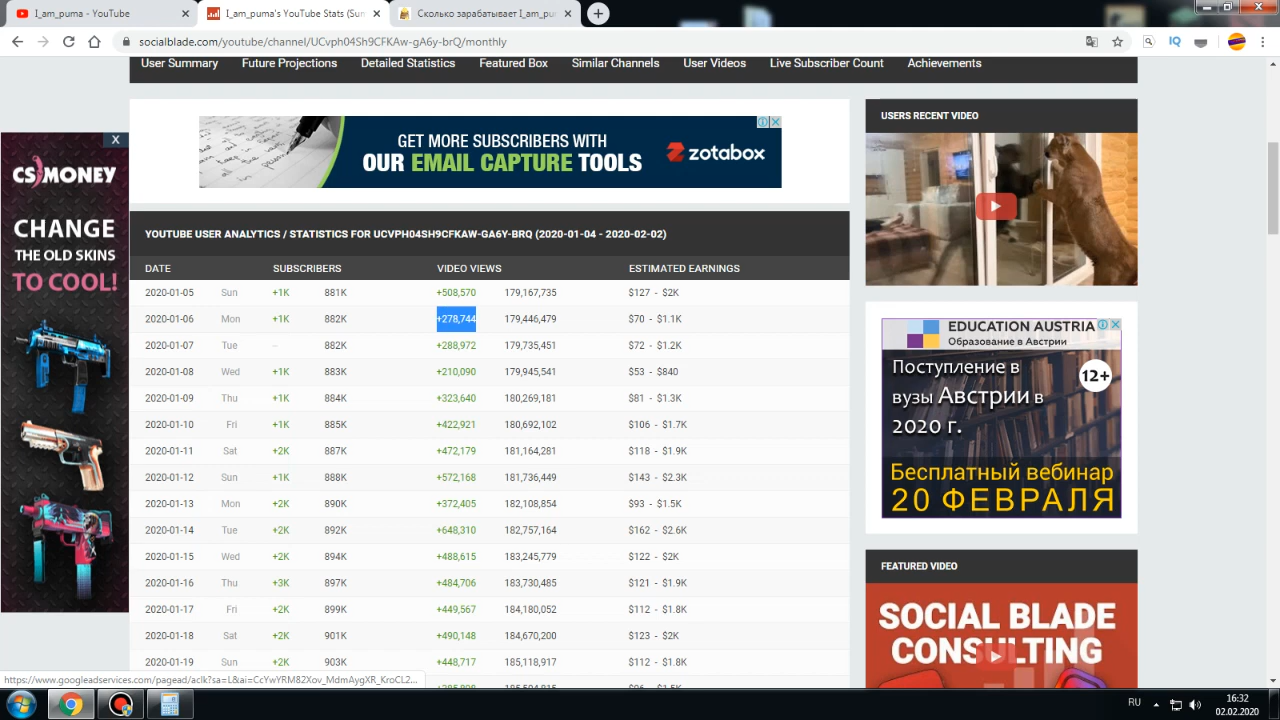 I_am_puma - YouTube
I_am_puma's YouTube Stats (Sum
Сколько зарабатывает I_am_pu
socialblade.com/youtube/channel/UCvph04Sh9CFKAw-gA6y-brQ/monthly
User Summary Future Projections Detailed Statistics Featured Box Similar Channels User Videos Live Subscriber Count Achievements
GET MORE SUBSCRIBERS WITH
OUR EMAIL CAPTURE TOOLS
zotabox
X
CS MONEY
CHANGE
THE OLD SKINS
TO COOL!
YOUTUBE USER ANALYTICS / STATISTICS FOR UCVPH04SH9CFKAW-GA6Y-BRQ (2020-01-04 - 2020-02-02)
DATE SUBSCRIBERS VIDEO VIEWS ESTIMATED EARNINGS
2020-01-05 Sun +1K 881K +508,570 179,167,735 $127 - $2K
2020-01-06 Mon +1K 882K +278,744 179,446,479 $70 - $1.1K
2020-01-07 Tue -- 882K +288,972 179,735,451 $72 - $1.2K
2020-01-08 Wed +1K 883K +210,090 179,945,541 $53 - $840
2020-01-09 Thu +1K 884K +323,640 180,269,181 $81 - $1.3K
2020-01-10 Fri +1K 885K +422,921 180,692,102 $106 - $1.7K
2020-01-11 Sat +2K 887K +472,179 181,164,281 $118 - $1.9K
2020-01-12 Sun +1K 888K +572,168 181,736,449 $143 - $2.3K
2020-01-13 Mon +2K 890K +372,405 182,108,854 $93 - $1.5K
2020-01-14 Tue +2K 892K +648,310 182,757,164 $162 - $2.6K
2020-01-15 Wed +2K 894K +488,615 183,245,779 $122 - $2K
2020-01-16 Thu +3K 897K +484,706 183,730,485 $121 - $1.9K
2020-01-17 Fri +2K 899K +449,567 184,180,052 $112 - $1.8K
2020-01-18 Sat +2K 901K +490,148 184,670,200 $123 - $2K
2020-01-19 Sun +2K 903K +448,717 185,118,917 $112 - $1.8K
USERS RECENT VIDEO
EDUCATION AUSTRIA
Образование в Австрии
Поступление в
вузы Австрии в
2020 г.
12+
Бесплатный вебинар
20 ФЕВРАЛЯ
FEATURED VIDEO
SOCIAL BLADE
CONSULTING
https://www.googleadservices.com/pagead/aclk?sa=L&ai=CcYwYRM82Xov_MdmAygXR_KroCL2...
RU
16:32
02.02.2020